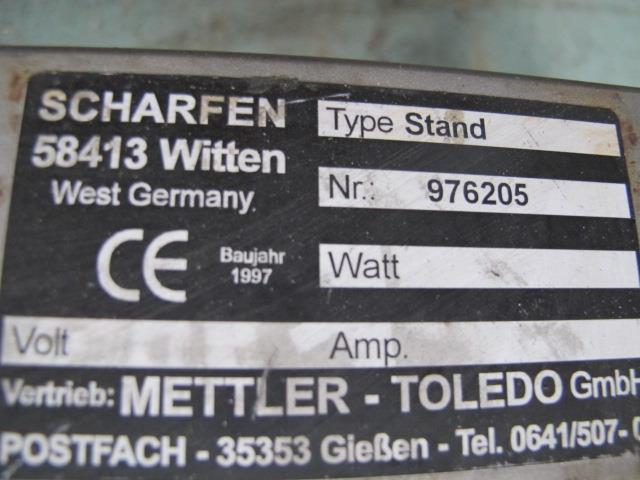 SCHARFEN
58413 Witten
West Germany
CE
Baujahr
1997
Type Stand
Nr.: 976205
Watt
Volt
Amp.
Vertrieb: METTLER - TOLEDO GmbH
POSTFACH - 35353 Gießen - Tel. 0641/507-